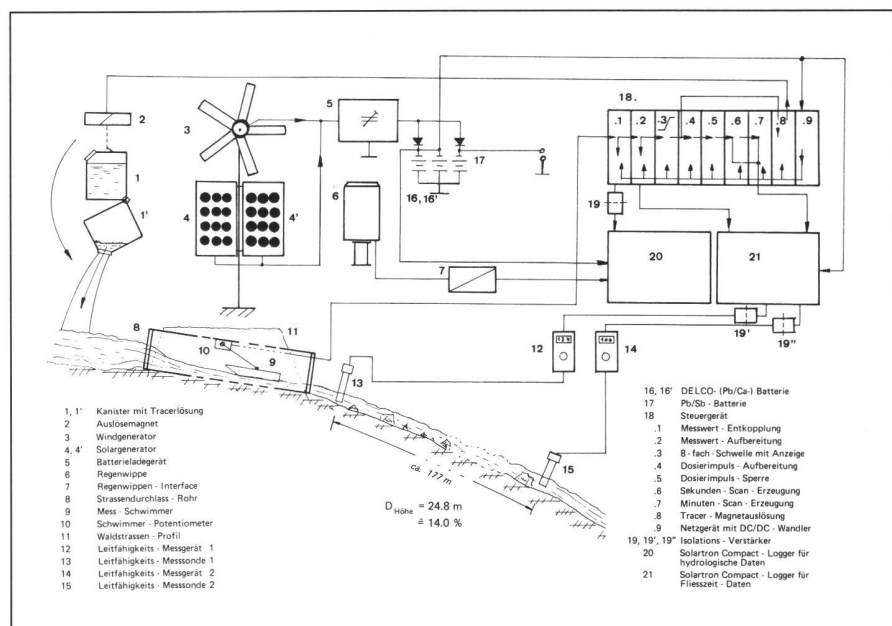 2
3
5
18.
.1 .2 .3 .4 .5 .6 .7 .8 .9
1
1'
4
4'
6
16, 16'
17
19
7
20
21
8
11
10
9
13
12
14
19'
19"
15
ca. 177 m
D Höhe = 24.8 m
≙ 14.0 %
1, 1' Kanister mit Tracerlösung
2 Auslösemagnet
3 Windgenerator
4, 4' Solargenerator
5 Batterieladegerät
6 Regenwippe
7 Regenwippen - Interface
8 Strassendurchlass - Rohr
9 Mess - Schwimmer
10 Schwimmer - Potentiometer
11 Waldstrassen - Profil
12 Leitfähigkeits - Messgerät 1
13 Leitfähigkeits - Messsonde 1
14 Leitfähigkeits - Messgerät 2
15 Leitfähigkeits - Messsonde 2
16, 16' DELCO- (Pb/Ca-) Batterie
17 Pb/Sb - Batterie
18 Steuergerät
.1 Messwert - Entkopplung
.2 Messwert - Aufbereitung
.3 8 - fach - Schwelle mit Anzeige
.4 Dosierimpuls - Aufbereitung
.5 Dosierimpuls - Sperre
.6 Sekunden - Scan - Erzeugung
.7 Minuten - Scan - Erzeugung
.8 Tracer - Magnetauslösung
.9 Netzgerät mit DC/DC - Wandler
19, 19', 19" Isolations - Verstärker
20 Solartron Compact - Logger für
hydrologische Daten
21 Solartron Compact - Logger für
Fliesszeit - Daten